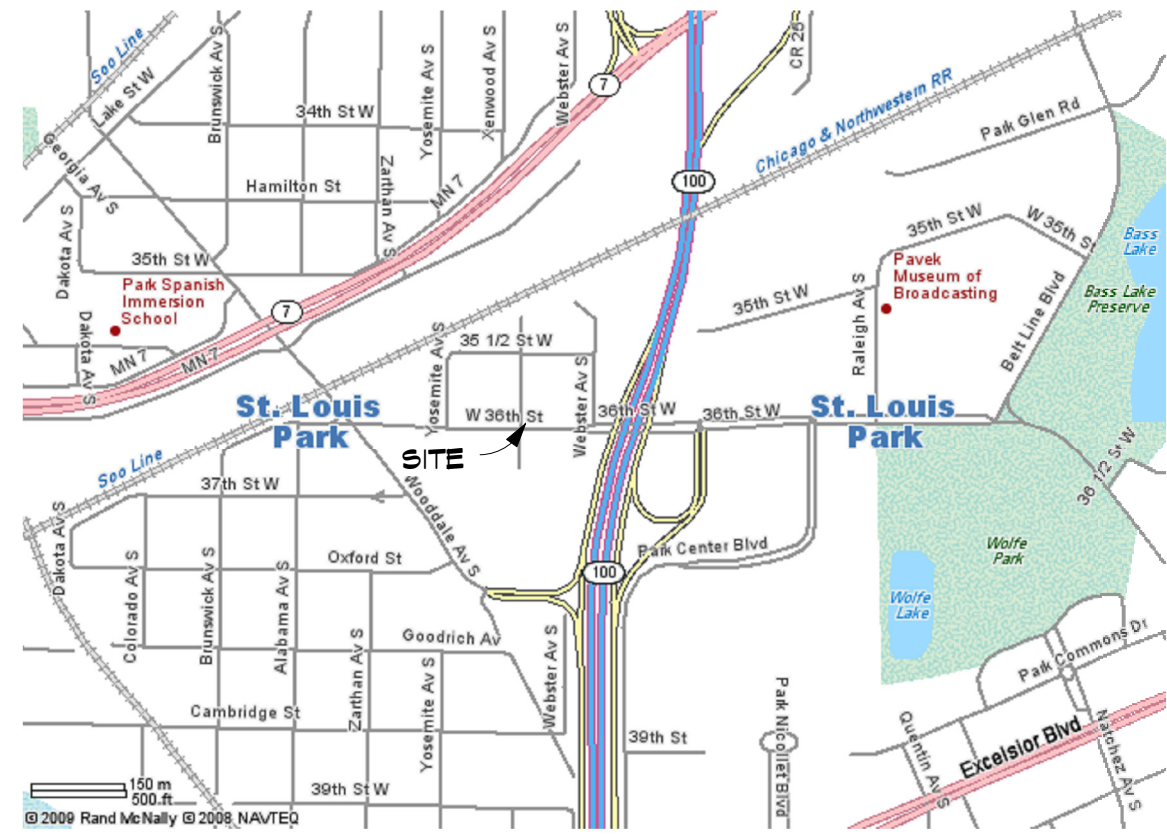 Soo Line
Lake St W
Brunswick Av S
34th St W
Yosemite Av S
Xenwood Av S
Webster Av S
7
CR 25
Chicago & Northwestern RR
Park Glen Rd
100
Georgia Av S
Hamilton St
Zarthan Av S
MN 7
35th St W
W 35th St
Bass
Lake
Dakota Av S
35th St W
Park Spanish
Immersion
School
Pavek
Museum of
Broadcasting
Bass Lake
Preserve
7
35th St W
Raleigh Av S
Belt Line Blvd
Dakota Av S
MN 7
MN 7
35 1/2 St W
Yosemite Av S
Webster Av S
St. Louis
Park
W 36th St
36th St W
36th St W
St. Louis
Park
SITE
Soo Line
37th St W
Wooddale Av S
36 1/2 St W
Dakota Av S
Oxford St
Park Center Blvd
Wolfe
Park
100
Wolfe
Lake
Colorado Av S
Brunswick Av S
Alabama Av S
Goodrich Av
Zarthan Av S
Yosemite Av S
Webster Av S
Park Commons Dr
Cambridge St
39th St
Park Nicollet Blvd
Quentin Av S
Excelsior Blvd
Natchez Av S
150 m
500 ft
39th St W
© 2009 Rand McNally © 2008 NAVTEQ